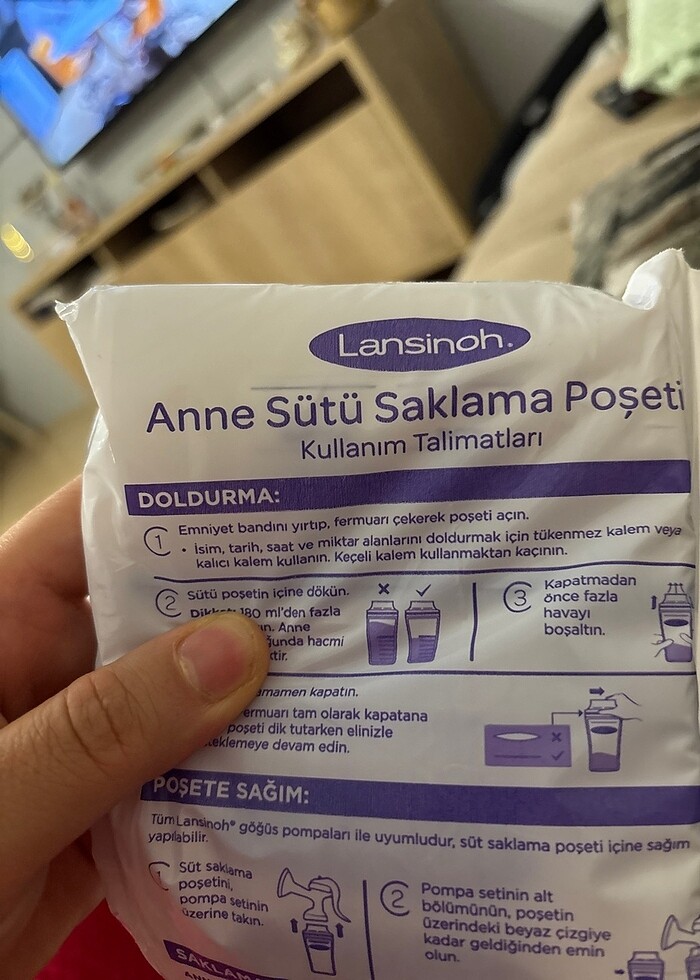 Lansinoh®
Anne Sütü Saklama Poşeti
Kullanım Talimatları
DOLDURMA:
1 Emniyet bandını yırtıp, fermuarı çekerek poşeti açın.
• İsim, tarih, saat ve miktar alanlarını doldurmak için tükenmez kalem veya
kalıcı kalem kullanın. Keçeli kalem kullanmaktan kaçının.
2 Sütü poşetin içine dökün.
180 ml'den fazla
Anne
hacmi
3 Kapatmadan
önce fazla
havayı
boşaltın.
kapatın.
tam olarak kapatana
poşeti dik tutarken elinizle
devam edin.
POŞETE SAĞIM:
Tüm Lansinoh® göğüs pompaları ile uyumludur, süt saklama poşeti içine sağım
yapılabilir.
1 Süt saklama
poşetini,
pompa setinin
üzerine takın.
2 Pompa setinin alt
bölümünün, poşetin
üzerindeki beyaz çizgiye
kadar geldiğinden emin
olun.